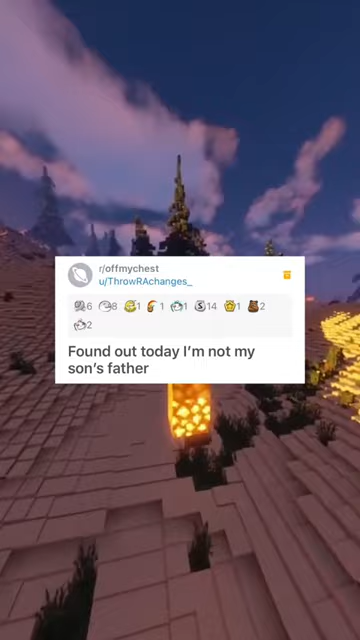 r/offmychest
u/ThrowRAchanges_
6 8 1 1 1 14 1 2
2
Found out today I'm not my
son's father